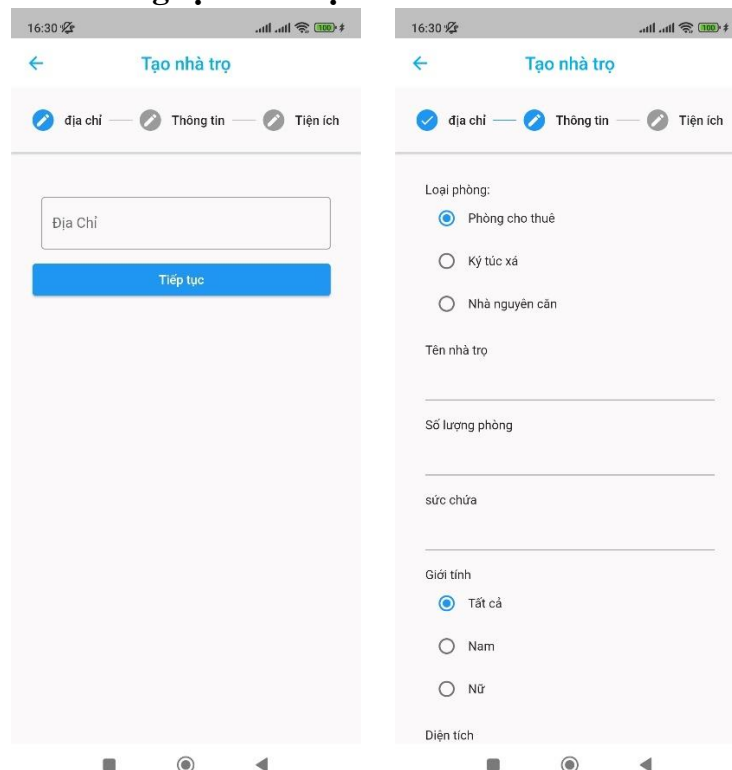 16:30
100
Tạo nhà trọ
địa chỉ
Thông tin
Tiện ích
Địa Chỉ
Tiếp tục
16:30
100
Tạo nhà trọ
địa chỉ
Thông tin
Tiện ích
Loại phòng:
Phòng cho thuê
Ký túc xá
Nhà nguyên căn
Tên nhà trọ
Số lượng phòng
sức chứa
Giới tính
Tất cả
Nam
Nữ
Diện tích